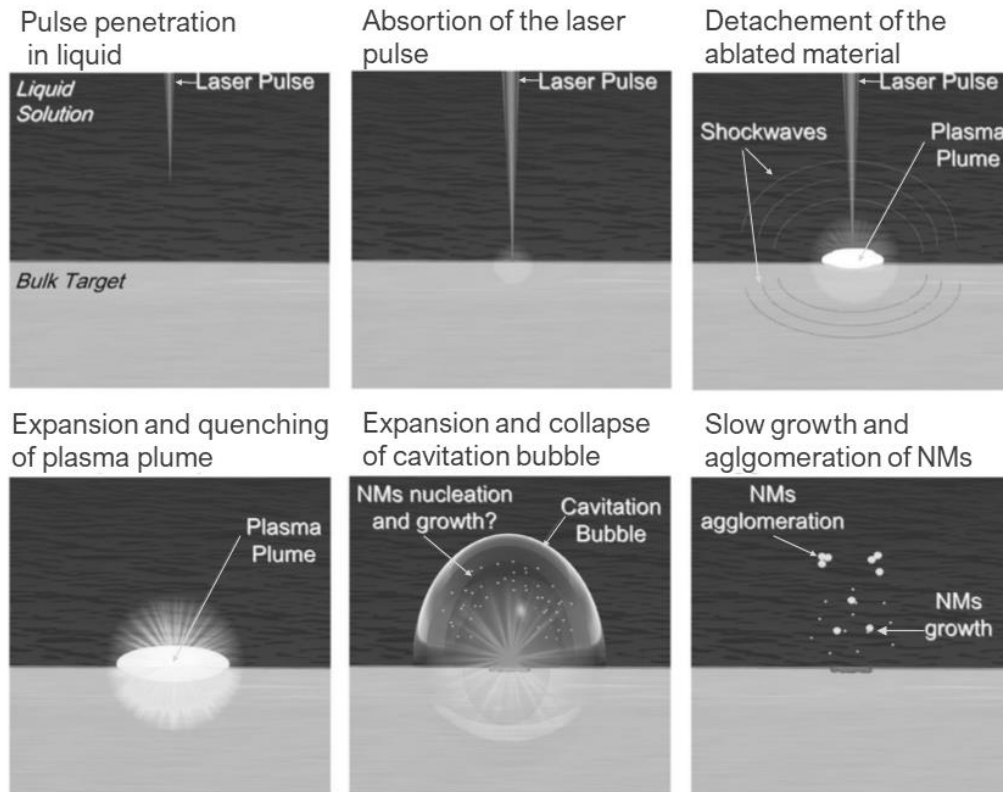 Pulse penetration
in liquid
Laser Pulse
Liquid
Solution
Bulk Target
Absortion of the laser
pulse
Laser Pulse
Detachement of the
ablated material
Laser Pulse
Shockwaves
Plasma
Plume
Expansion and quenching
of plasma plume
Plasma
Plume
Expansion and collapse
of cavitation bubble
NMs nucleation
and growth?
Cavitation
Bubble
Slow growth and
aglgomeration of NMs
NMs
agglomeration
NMs
growth